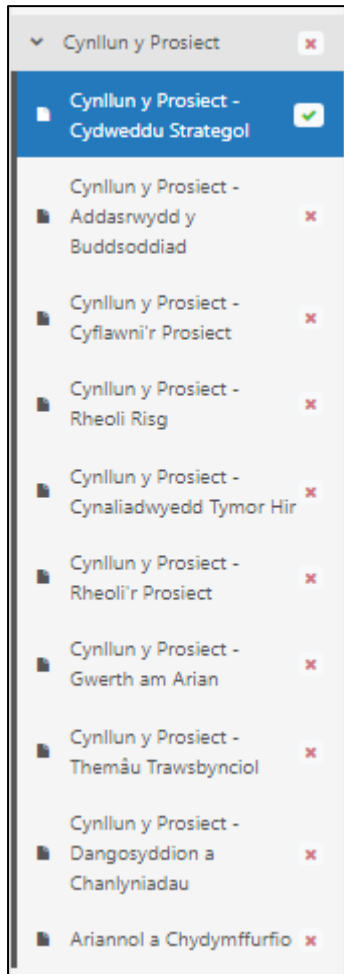 Cynllun y Prosiect
Cynllun y Prosiect -
Cydweddu Strategol
Cynllun y Prosiect -
Addasrwydd y
Buddsoddiad
Cynllun y Prosiect -
Cyflawni'r Prosiect
Cynllun y Prosiect -
Rheoli Risg
Cynllun y Prosiect -
Cynaliadwyedd Tymor Hir
Cynllun y Prosiect -
Rheoli'r Prosiect
Cynllun y Prosiect -
Gwerth am Arian
Cynllun y Prosiect -
Themâu Trawsbynciol
Cynllun y Prosiect -
Dangosyddion a
Chanlyniadau
Ariannol a Chydymffurfio